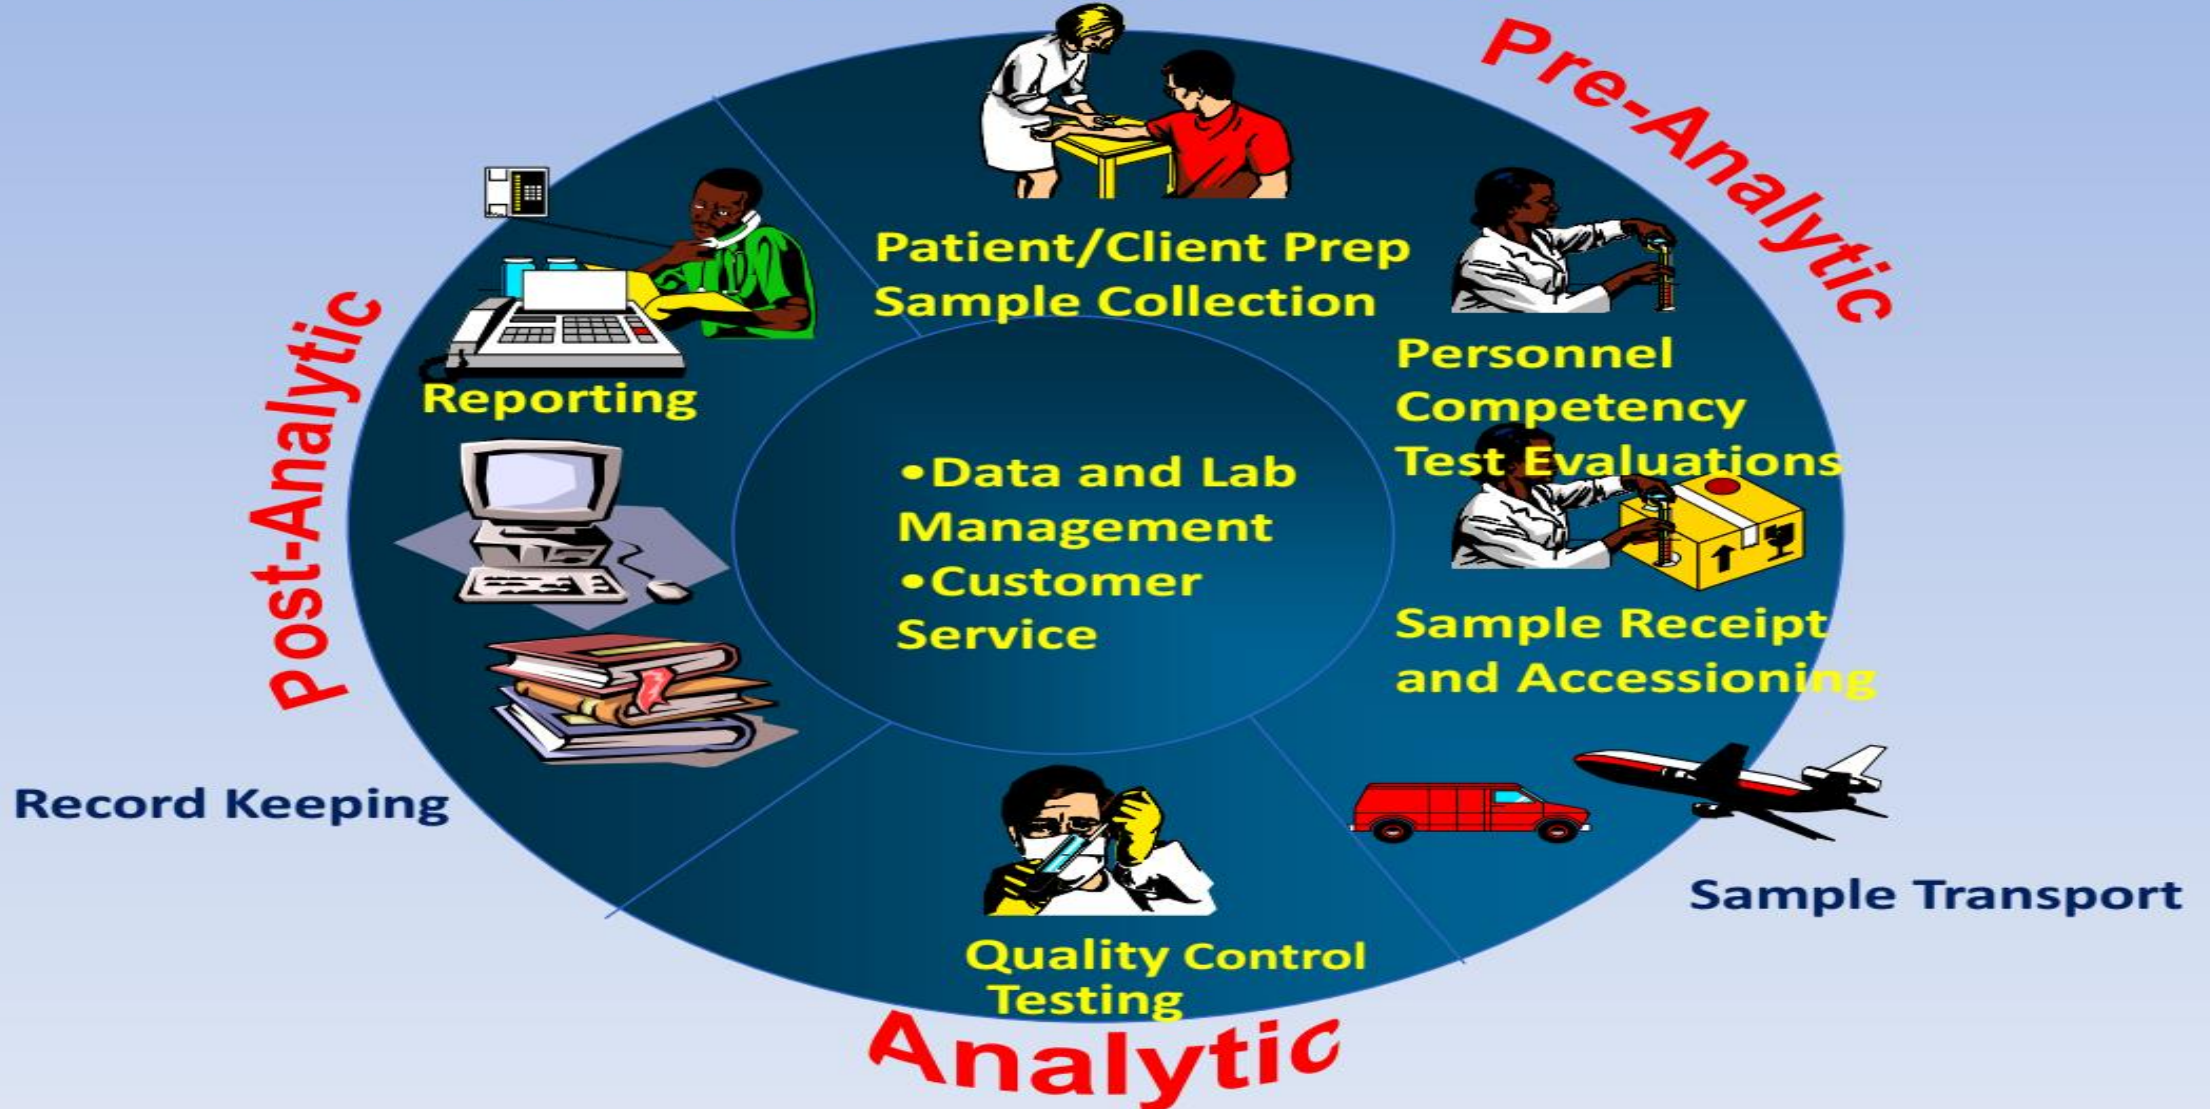 Pre-Analytic
Patient/Client Prep
Sample Collection
Personnel
Competency
Test Evaluations
Sample Receipt
and Accessioning
Sample Transport
•Data and Lab
Management
•Customer
Service
Quality Control
Testing
Analytic
Post-Analytic
Reporting
Record Keeping